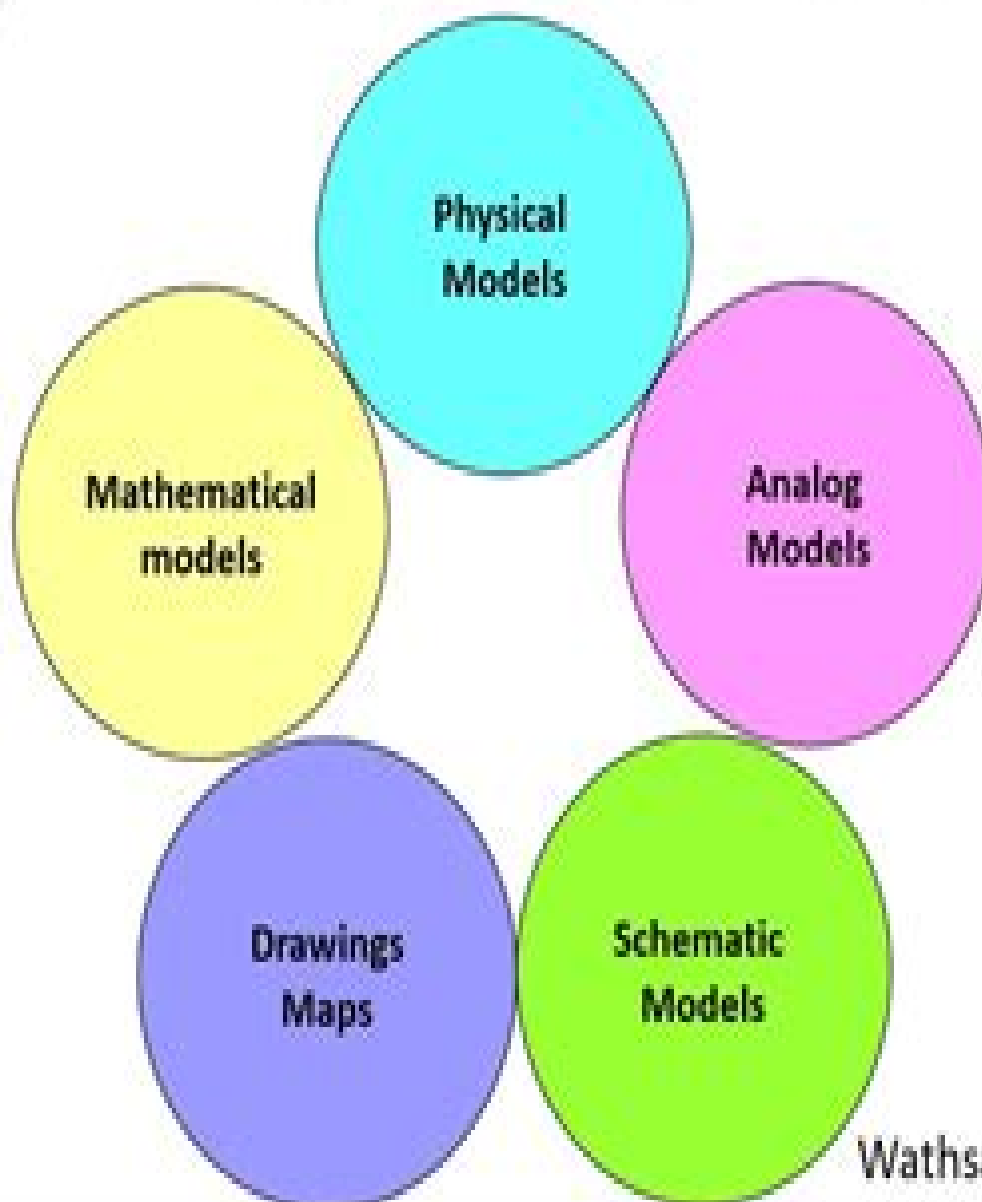 Physical
Models
Mathematical
models
Analog
Models
Drawings
Maps
Schematic
Models
Waths